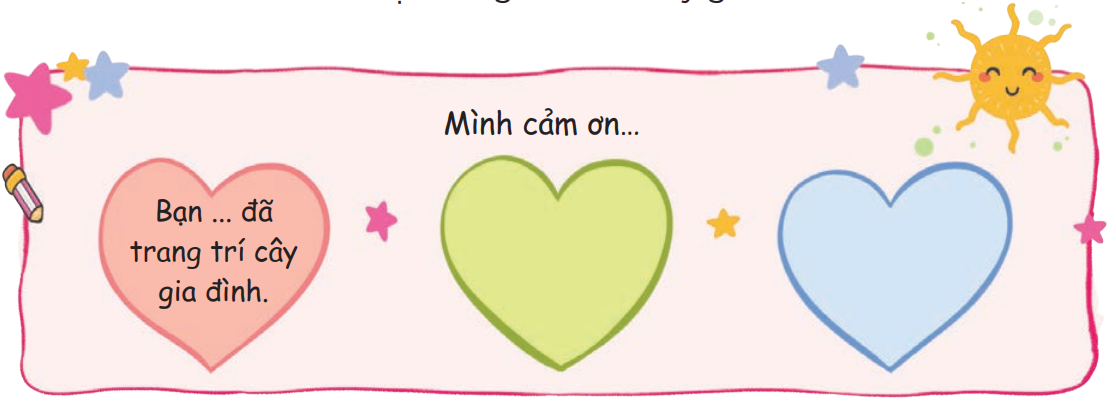 Mình cảm ơn...
Bạn ... đã
trang trí cây
gia đình.